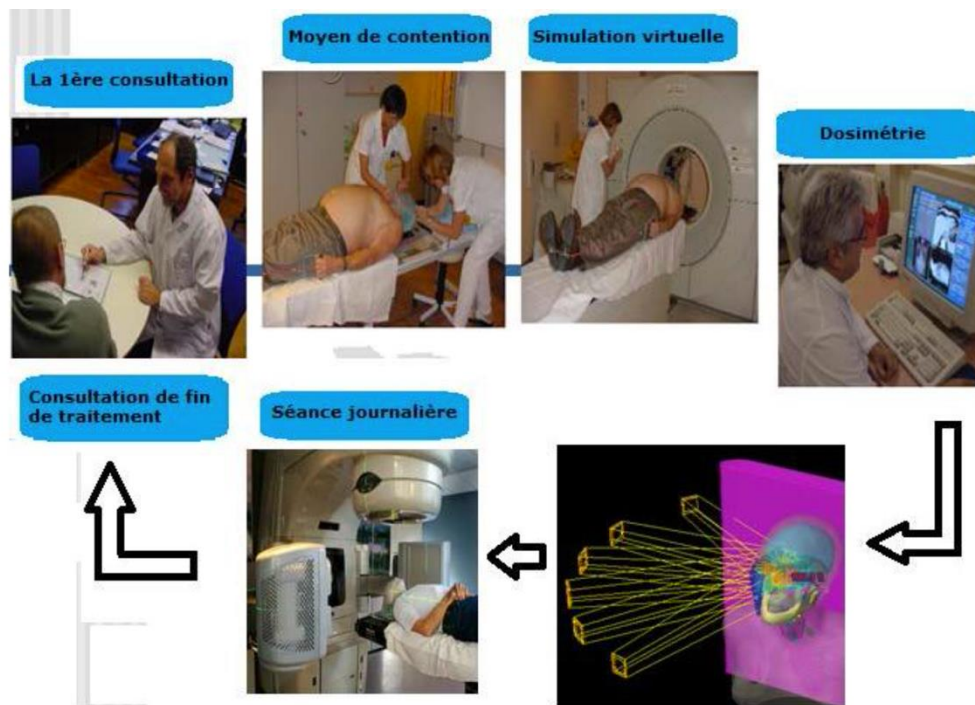 La 1ère consultation
Moyen de contention
Simulation virtuelle
Dosimétrie
Consultation de fin
de traitement
Séance journalière